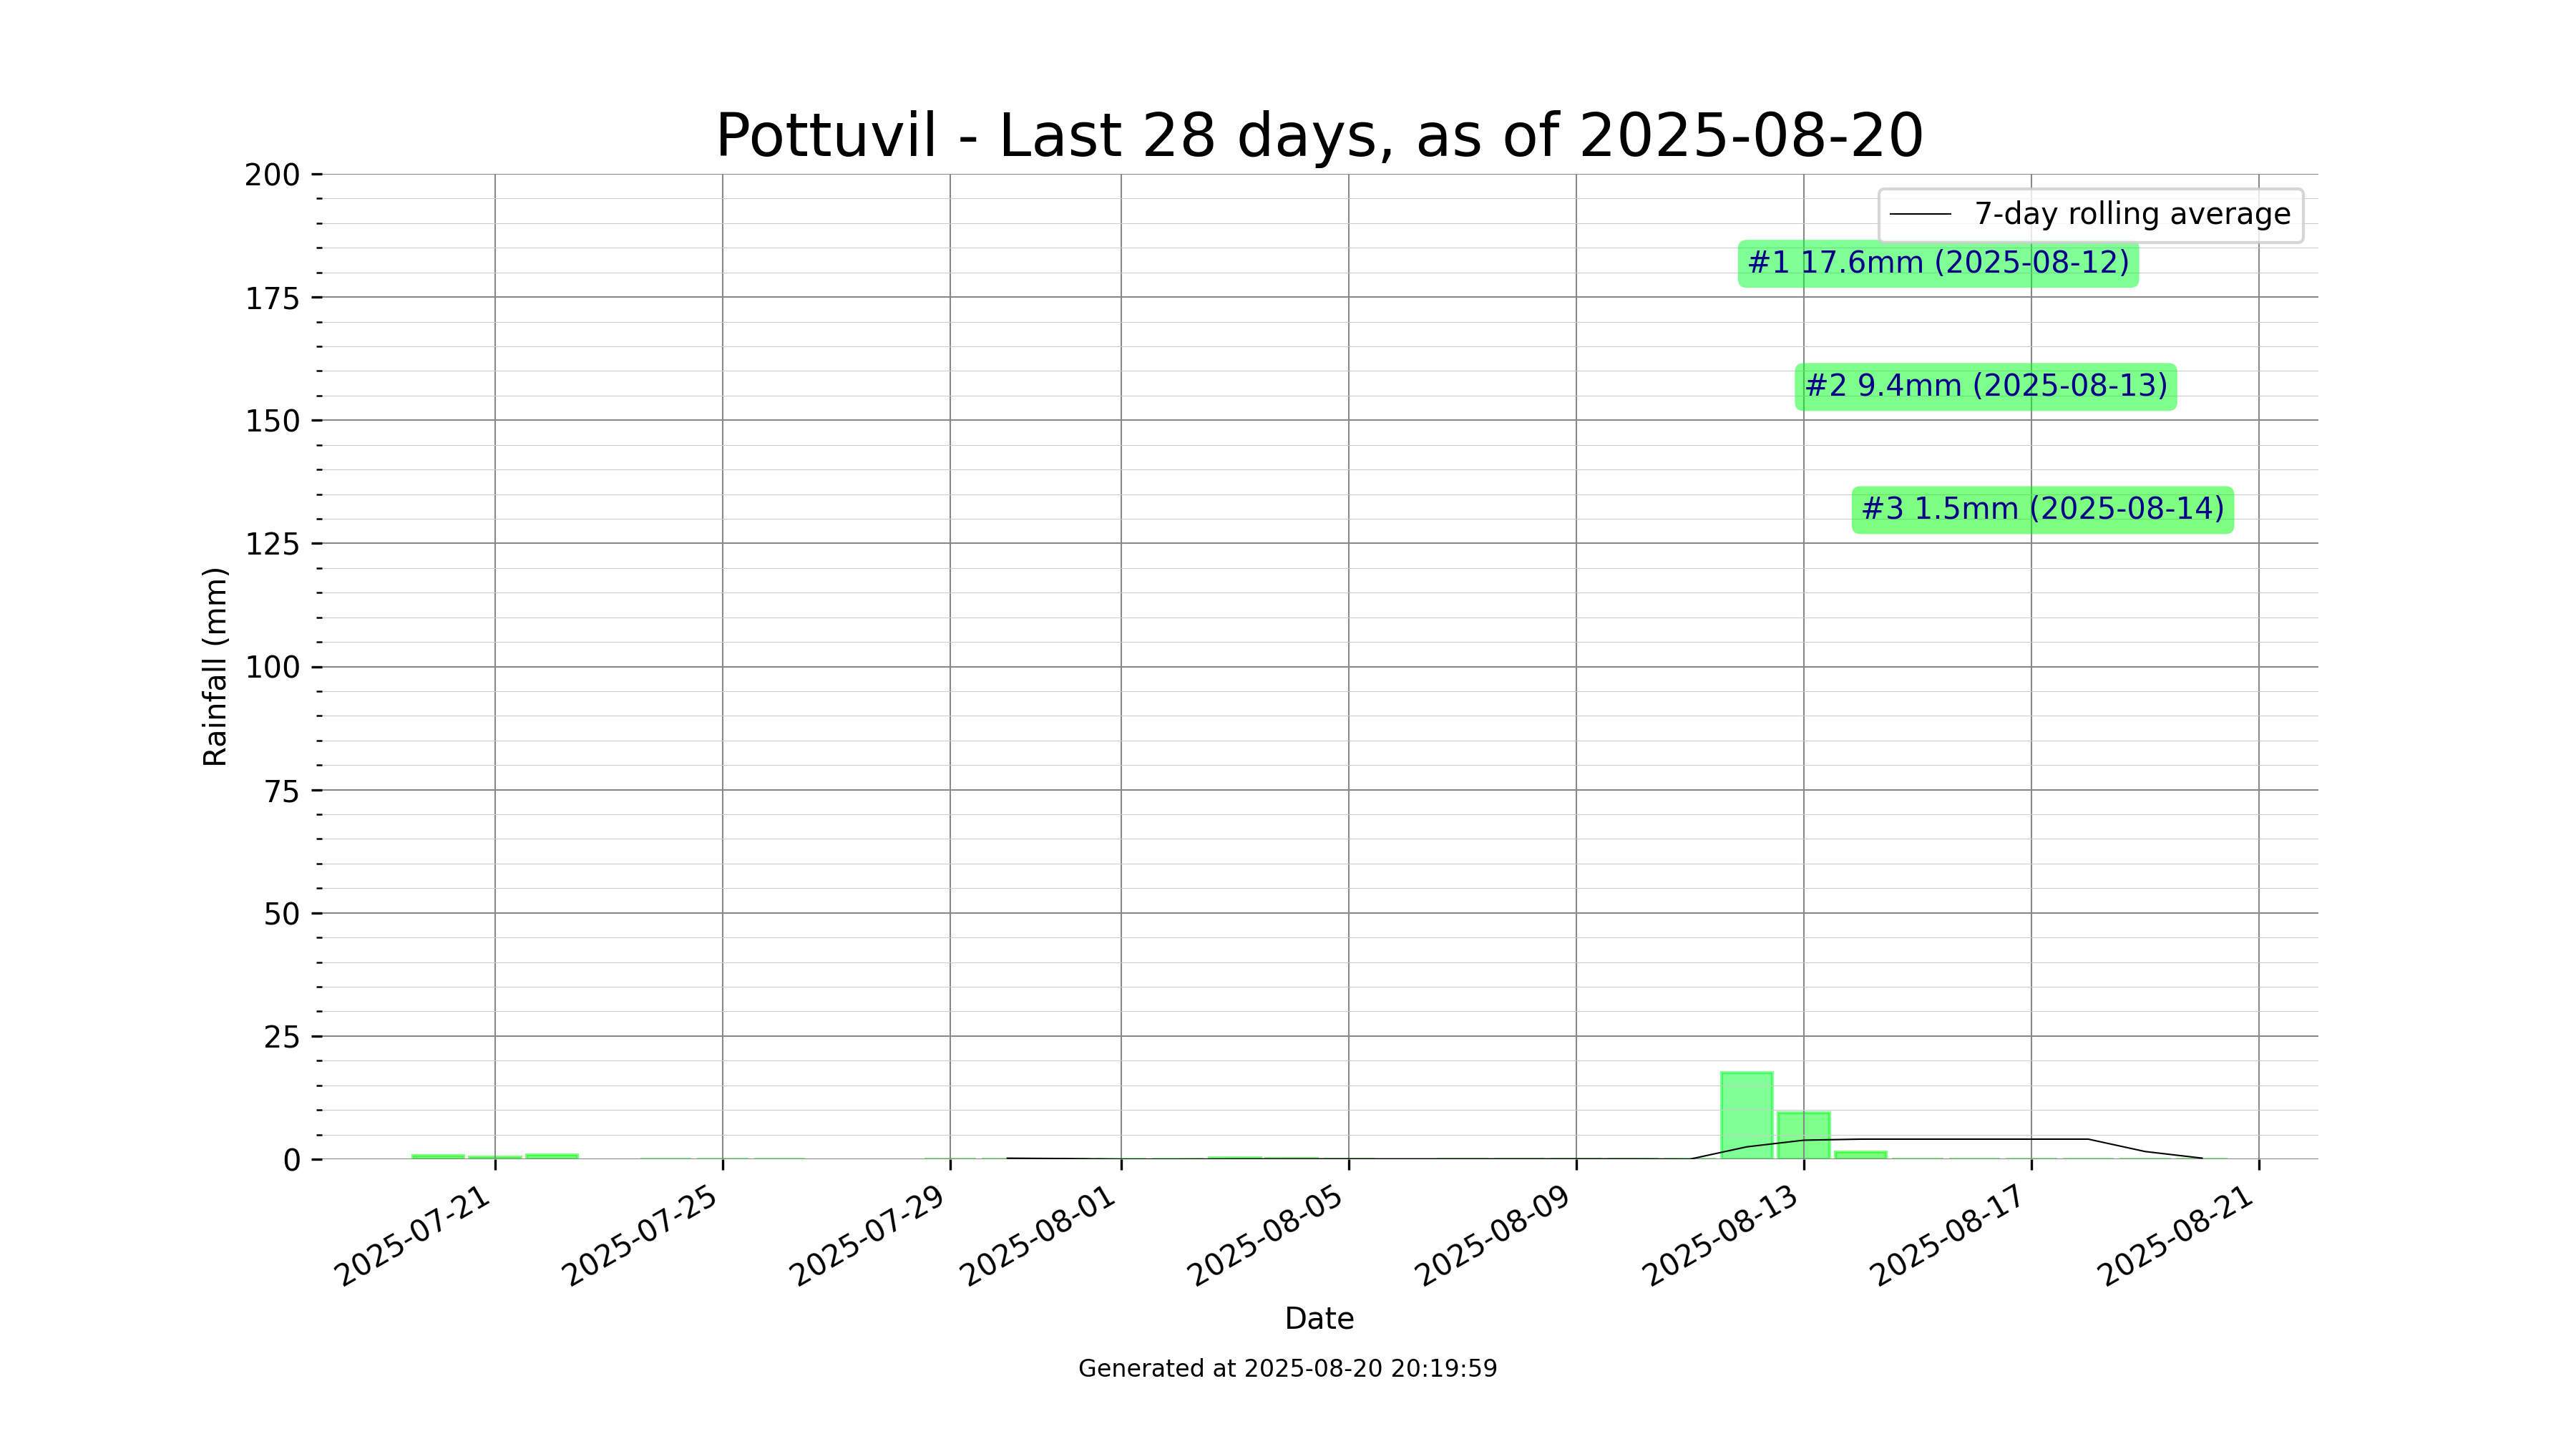 Pottuvil - Last 28 days, as of 2025-08-20
200
175
150
125
100
75
50
25
0
Rainfall (mm)
7-day rolling average
#1 17.6mm (2025-08-12)
#2 9.4mm (2025-08-13)
#3 1.5mm (2025-08-14)
2025-07-21
2025-07-25
2025-07-29
2025-08-01
2025-08-05
2025-08-09
2025-08-13
2025-08-17
2025-08-21
Date
Generated at 2025-08-20 20:19:59